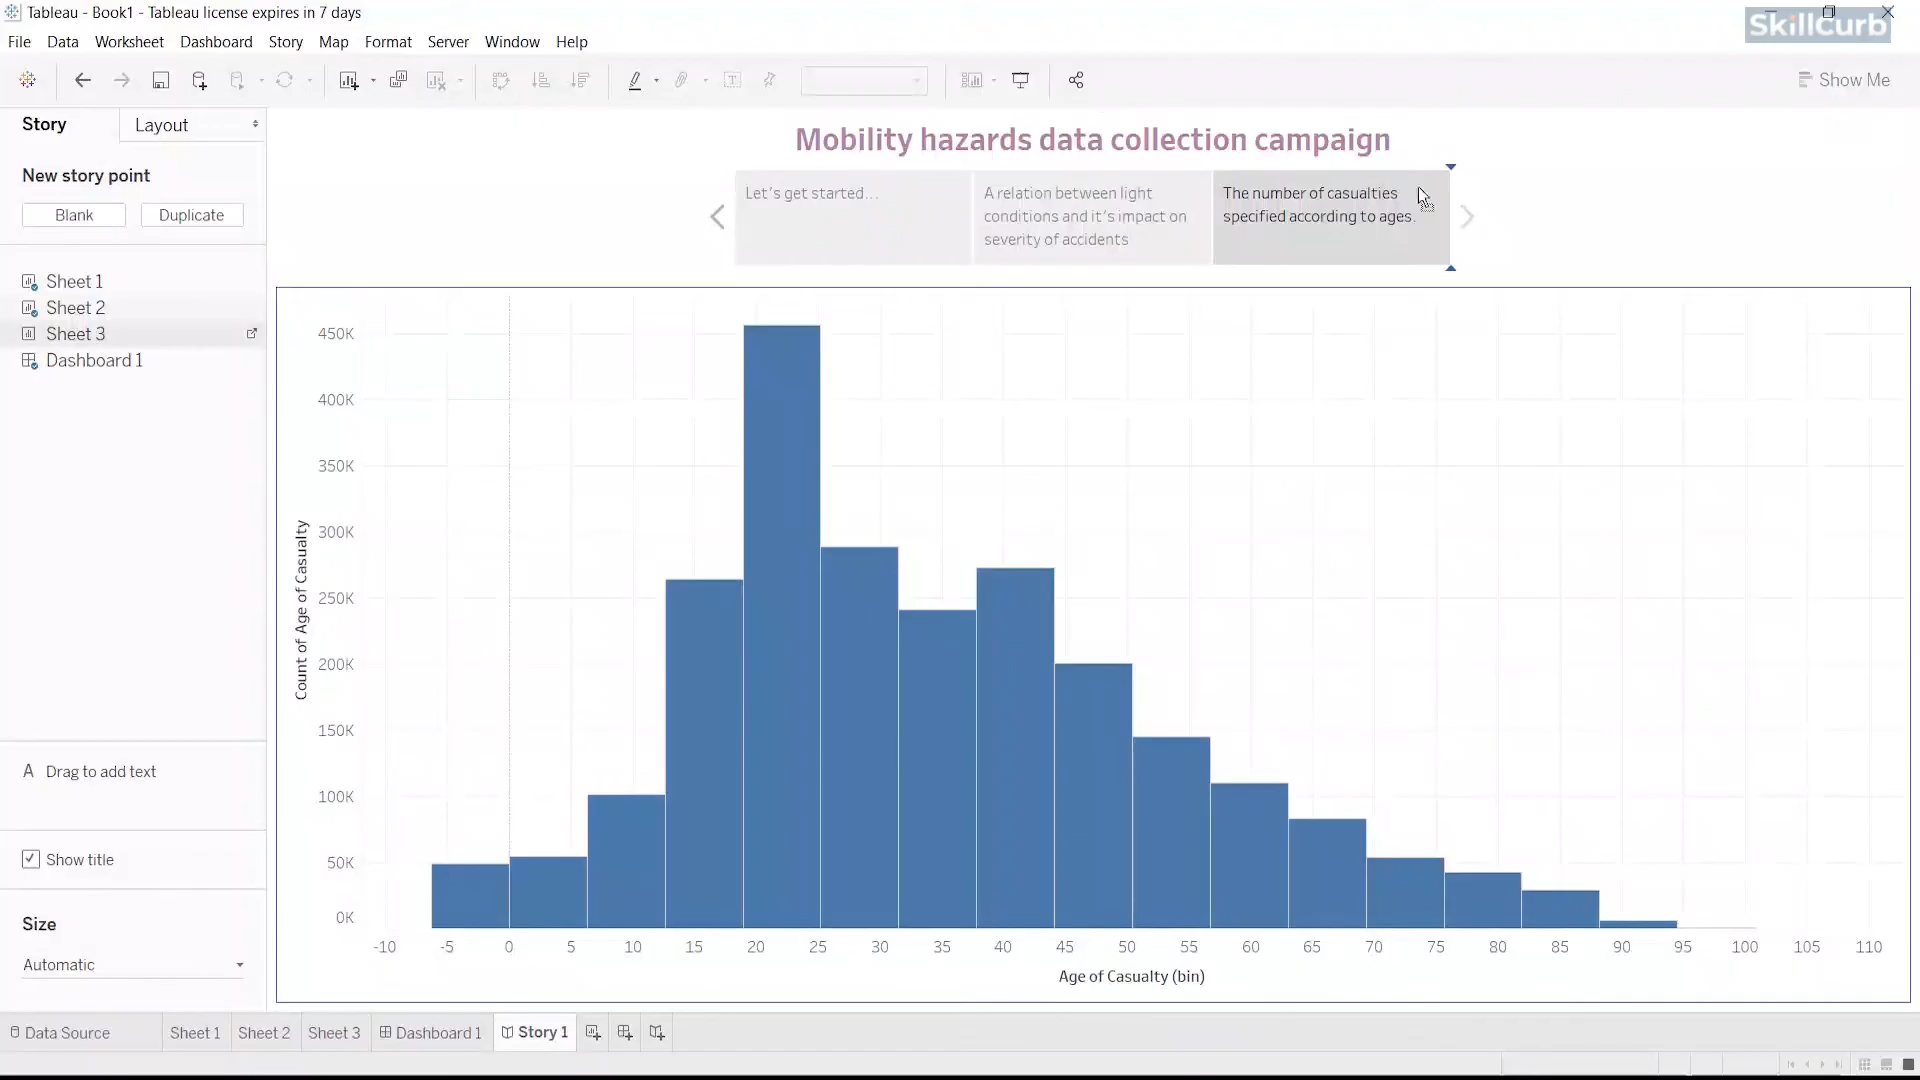 Tableau - Book1 - Tableau license expires in 7 days
SkillCurb
File Data Worksheet Dashboard Story Map Format Server Window Help
Show Me
Story Layout
Mobility hazards data collection campaign
New story point
Blank Duplicate
Let's get started...
A relation between light
conditions and it's impact on
severity of accidents
The number of casualties
specified according to ages.
Sheet 1
Sheet 2
Sheet 3
Dashboard 1
A Drag to add text
Show title
Size
Automatic
450K
400K
350K
300K
250K
200K
150K
100K
50K
0K
Count of Age of Casualty
-10 -5 0 5 10 15 20 25 30 35 40 45 50 55 60 65 70 75 80 85 90 95 100 105 110
Age of Casualty (bin)
Data Source Sheet 1 Sheet 2 Sheet 3 Dashboard 1 Story 1